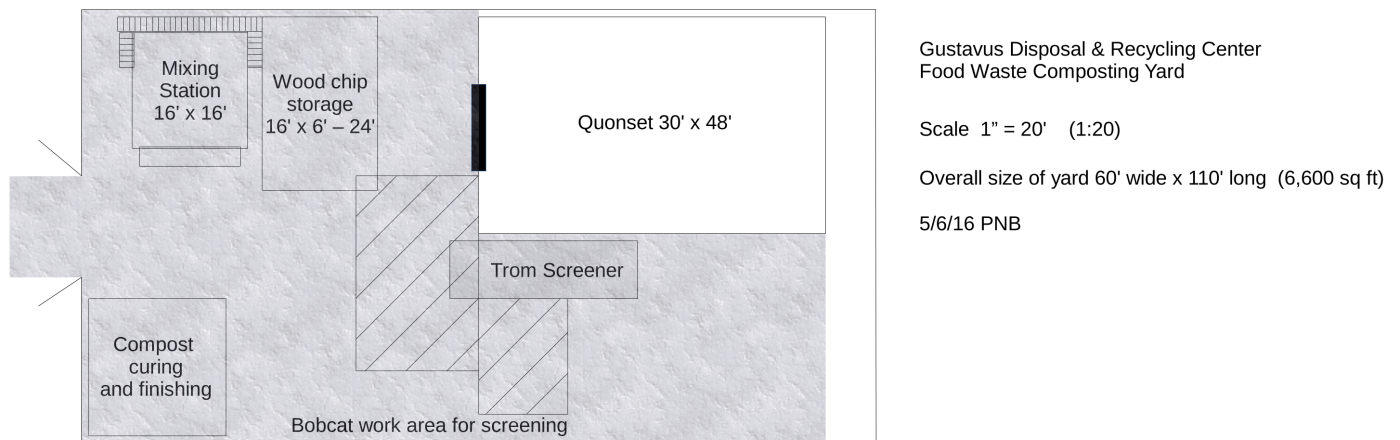 Mixing
Station
16' x 16'
Wood chip
storage
16' x 6' – 24'
Quonset 30' x 48'
Trom Screener
Compost
curing
and finishing
Bobcat work area for screening
Gustavus Disposal & Recycling Center
Food Waste Composting Yard
Scale 1” = 20' (1:20)
Overall size of yard 60' wide x 110' long (6,600 sq ft)
5/6/16 PNB